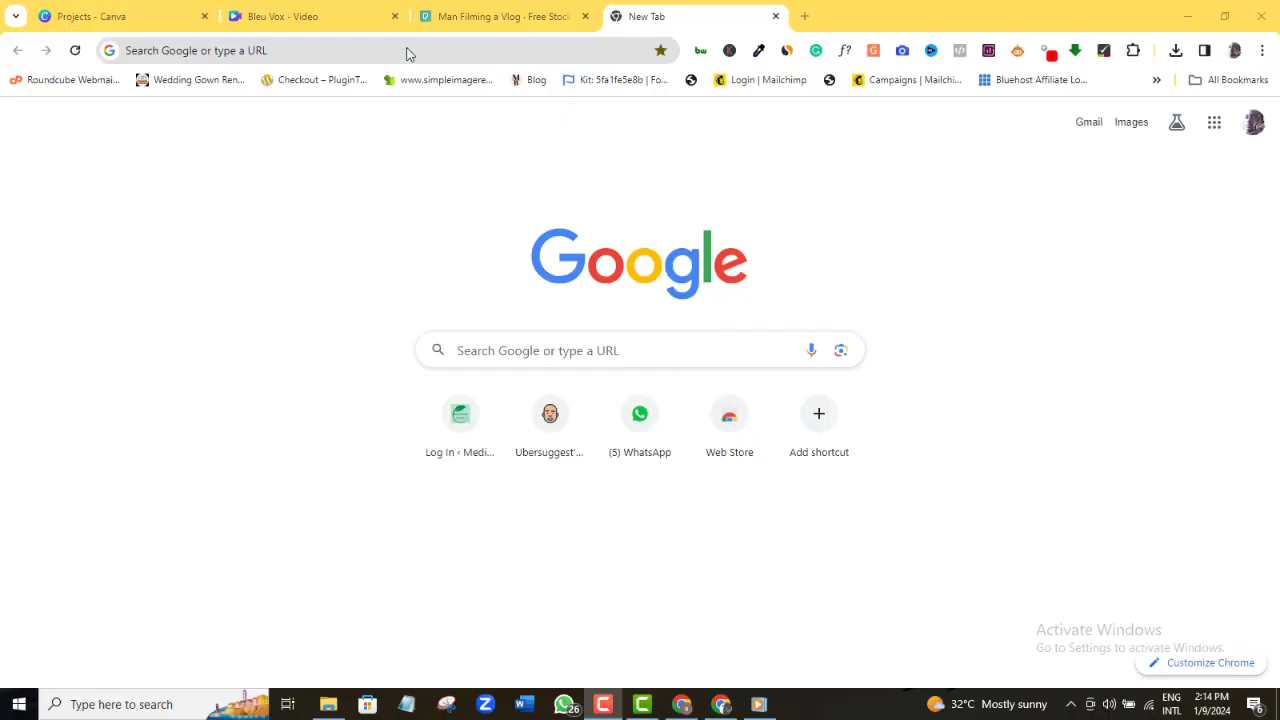 Projects - Canva
Bleu Vox - Video
Man Filming a Vlog · Free Stock
New Tab
Search Google or type a URL
Roundcube Webmai...
Wedding Gown Ren...
Checkout – PluginT...
www.simpleimagere...
Blog
Kit: 5fa1fe5e8b | Fo...
Login | Mailchimp
Campaigns | Mailchi...
Bluehost Affiliate Lo...
All Bookmarks
Gmail
Images
Google
Search Google or type a URL
Log In ‹ Medi...
Ubersuggest'...
(5) WhatsApp
Web Store
Add shortcut
Activate Windows
Go to Settings to activate Windows.
Customize Chrome
Type here to search
26
32°C Mostly sunny
ENG
INTL
2:14 PM
1/9/2024
6